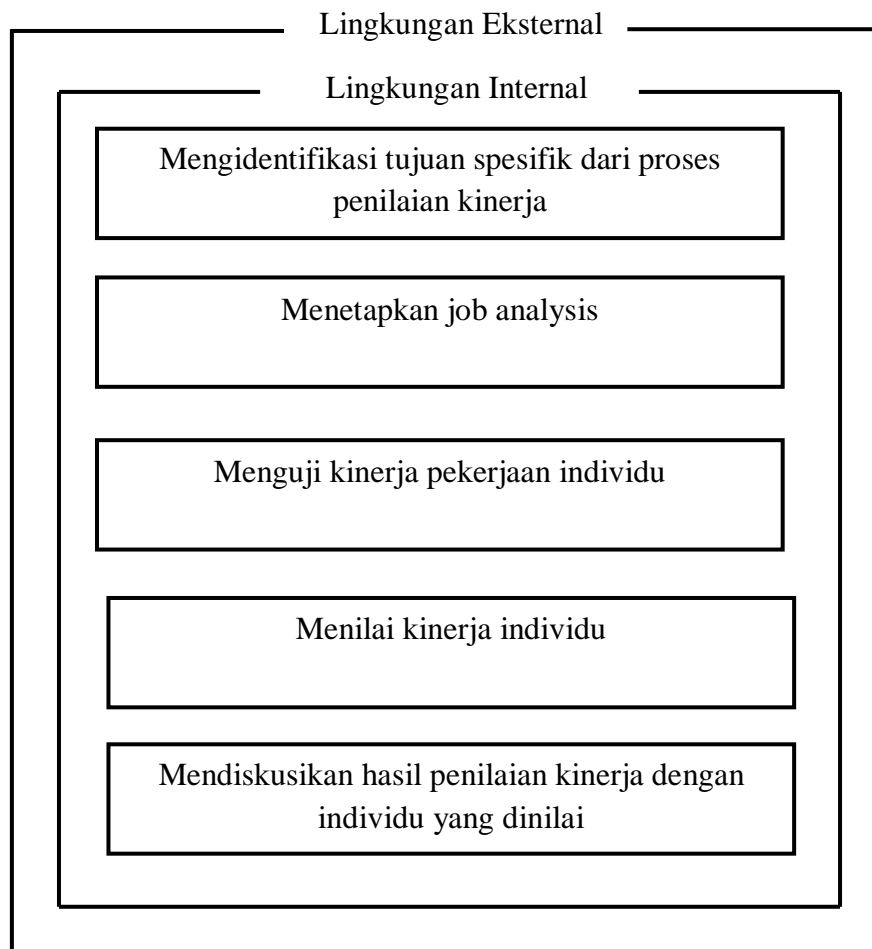 Lingkungan Eksternal
Lingkungan Internal
Mengidentifikasi tujuan spesifik dari proses
penilaian kinerja
Menetapkan job analysis
Menguji kinerja pekerjaan individu
Menilai kinerja individu
Mendiskusikan hasil penilaian kinerja dengan
individu yang dinilai